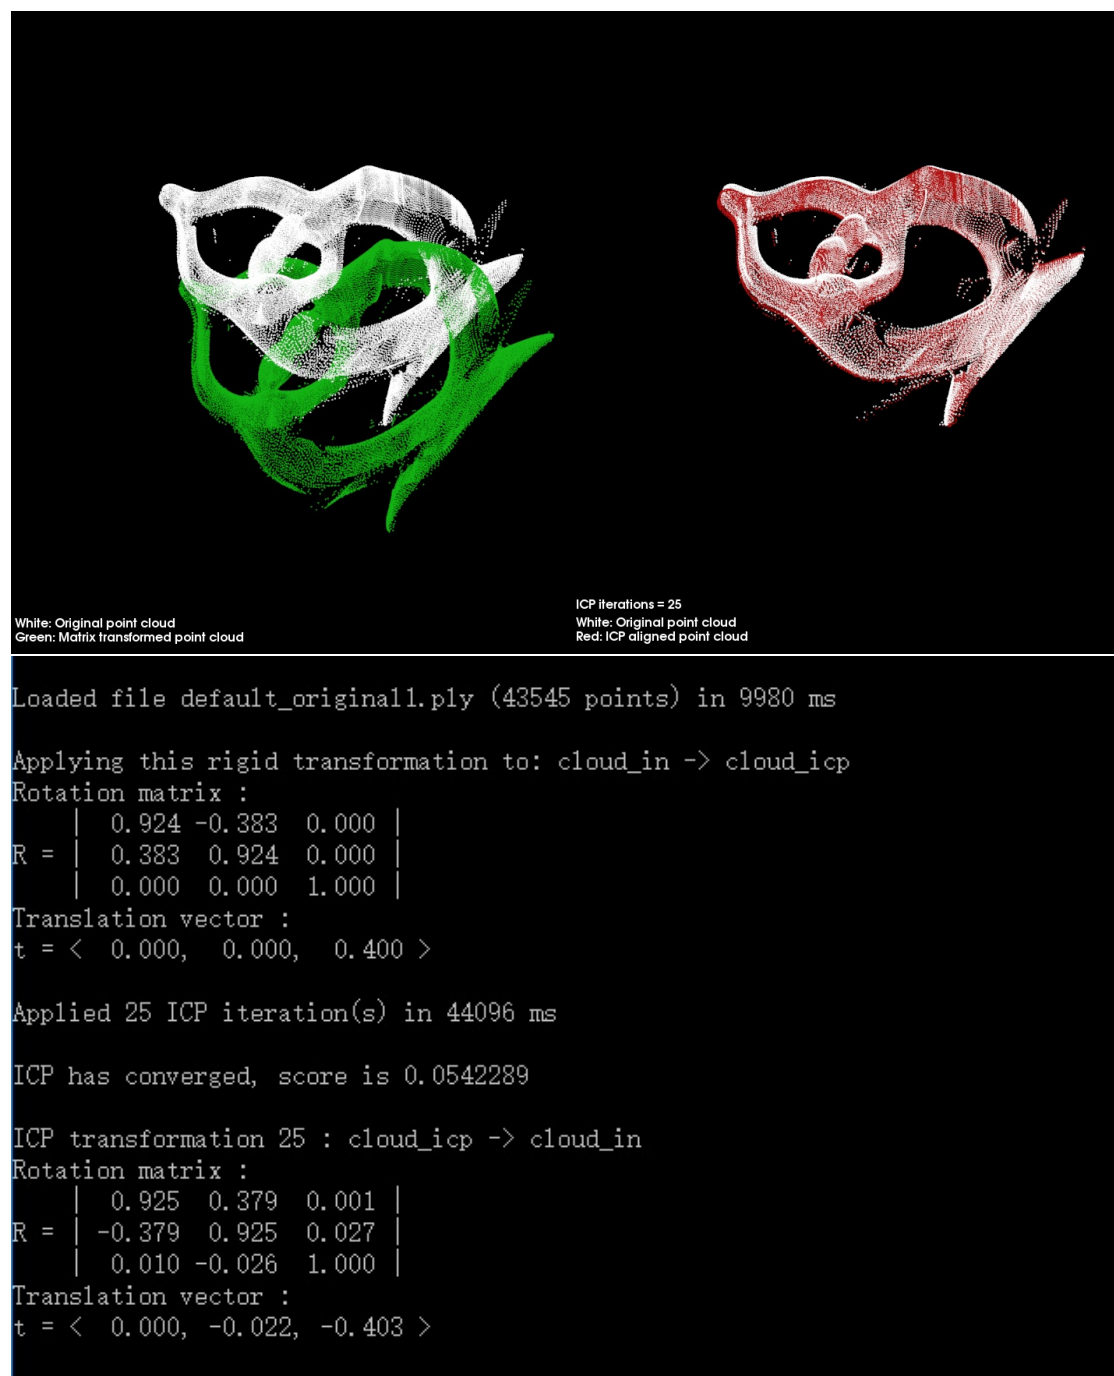 White: Original point cloud
Green: Matrix transformed point cloud
ICP iterations = 25
White: Original point cloud
Red: ICP aligned point cloud
Loaded file default_original1.ply (43545 points) in 9980 ms
Applying this rigid transformation to: cloud_in -> cloud_icp
Rotation matrix :
| 0.924 -0.383 0.000 |
R = | 0.383 0.924 0.000 |
| 0.000 0.000 1.000 |
Translation vector :
t = < 0.000, 0.000, 0.400 >
Applied 25 ICP iteration(s) in 44096 ms
ICP has converged, score is 0.0542289
ICP transformation 25 : cloud_icp -> cloud_in
Rotation matrix :
| 0.925 0.379 0.001 |
R = | -0.379 0.925 0.027 |
| 0.010 -0.026 1.000 |
Translation vector :
t = < 0.000, -0.022, -0.403 >